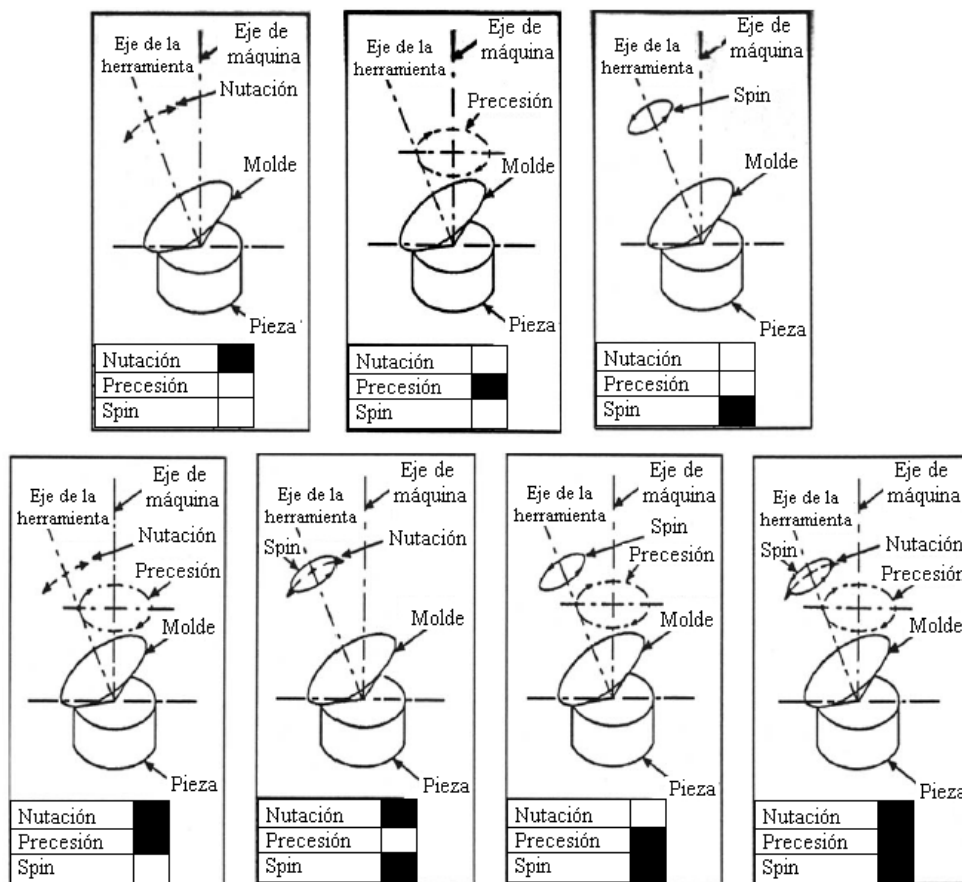 Eje de la
herramienta
Eje de
máquina
Nutación
Molde
Pieza
Nutación
Precesión
Spin
Eje de la
herramienta
Eje de
máquina
Precesión
Molde
Pieza
Nutación
Precesión
Spin
Eje de la
herramienta
Eje de
máquina
Spin
Molde
Pieza
Nutación
Precesión
Spin
Eje de la
herramienta
Eje de
máquina
Nutación
Precesión
Molde
Pieza
Nutación
Precesión
Spin
Eje de la
herramienta
Eje de
máquina
Spin
Nutación
Molde
Pieza
Nutación
Precesión
Spin
Eje de la
herramienta
Eje de
máquina
Spin
Precesión
Molde
Pieza
Nutación
Precesión
Spin
Eje de la
herramienta
Eje de
máquina
Spin
Nutación
Precesión
Molde
Pieza
Nutación
Precesión
Spin